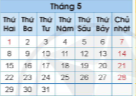 Tháng 5
Thứ Hai Thứ Ba Thứ Tư Thứ Năm Thứ Sáu Thứ Bảy Chủ nhật
1 2 3 4 5 6 7
8 9 10 11 12 13 14
15 16 17 18 19 20 21
22 23 24 25 26 27 28
29 30 31